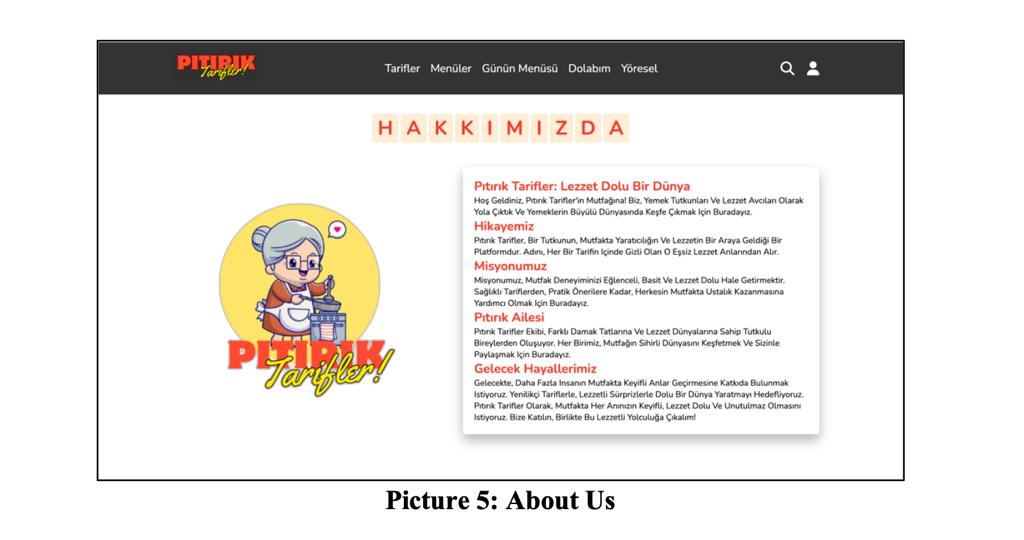 PITIRIK
Tarifler!
Tarifler Menüler Günün Menüsü Dolabım Yöresel
HAKKIMIZDA
Pıtırık Tarifler: Lezzet Dolu Bir Dünya
Hoş Geldiniz, Pıtırık Tarifler'in Mutfağına! Biz, Yemek Tutkunları Ve Lezzet Avcıları Olarak
Yola Çıktık Ve Yemeklerin Büyülü Dünyasında Keşfe Çıkmak Için Buradayız.
Hikayemiz
Pıtırık Tarifler, Bir Tutkunun, Mutfakta Yaratıcılığın Ve Lezzetin Bir Araya Geldiği Bir
Platformdur. Adını, Her Bir Tarifin Içinde Gizli Olan O Eşsiz Lezzet Anlarından Alır.
Misyonumuz
Misyonumuz, Mutfak Deneyiminizi Eğlenceli, Basit Ve Lezzet Dolu Hale Getirmektir.
Sağlıklı Tariflerden, Pratik Önerilere Kadar, Herkesin Mutfakta Ustalık Kazanmasına
Yardımcı Olmak Için Buradayız.
Pıtırık Ailesi
Pıtırık Tarifler Ekibi, Farklı Damak Tatlarına Ve Lezzet Dünyalarına Sahip Tutkulu
Bireylerden Oluşuyor. Her Birimiz, Mutfağın Sihirli Dünyasını Keşfetmek Ve Sizinle
Paylaşmak Için Buradayız.
Gelecek Hayallerimiz
Gelecekte, Daha Fazla Insanın Mutfakta Keyifli Anlar Geçirmesine Katkıda Bulunmak
Istiyoruz. Yenilikçi Tariflerle, Lezzetli Sürprizlerle Dolu Bir Dünya Yaratmayı Hedefliyoruz.
Pıtırık Tarifler Olarak, Mutfakta Her Anınızın Keyifli, Lezzet Dolu Ve Unutulmaz Olmasını
Istiyoruz. Bize Katılın, Birlikte Bu Lezzetli Yolculuğa Çıkalım!
PITIRIK
Tarifler!
Picture 5: About Us